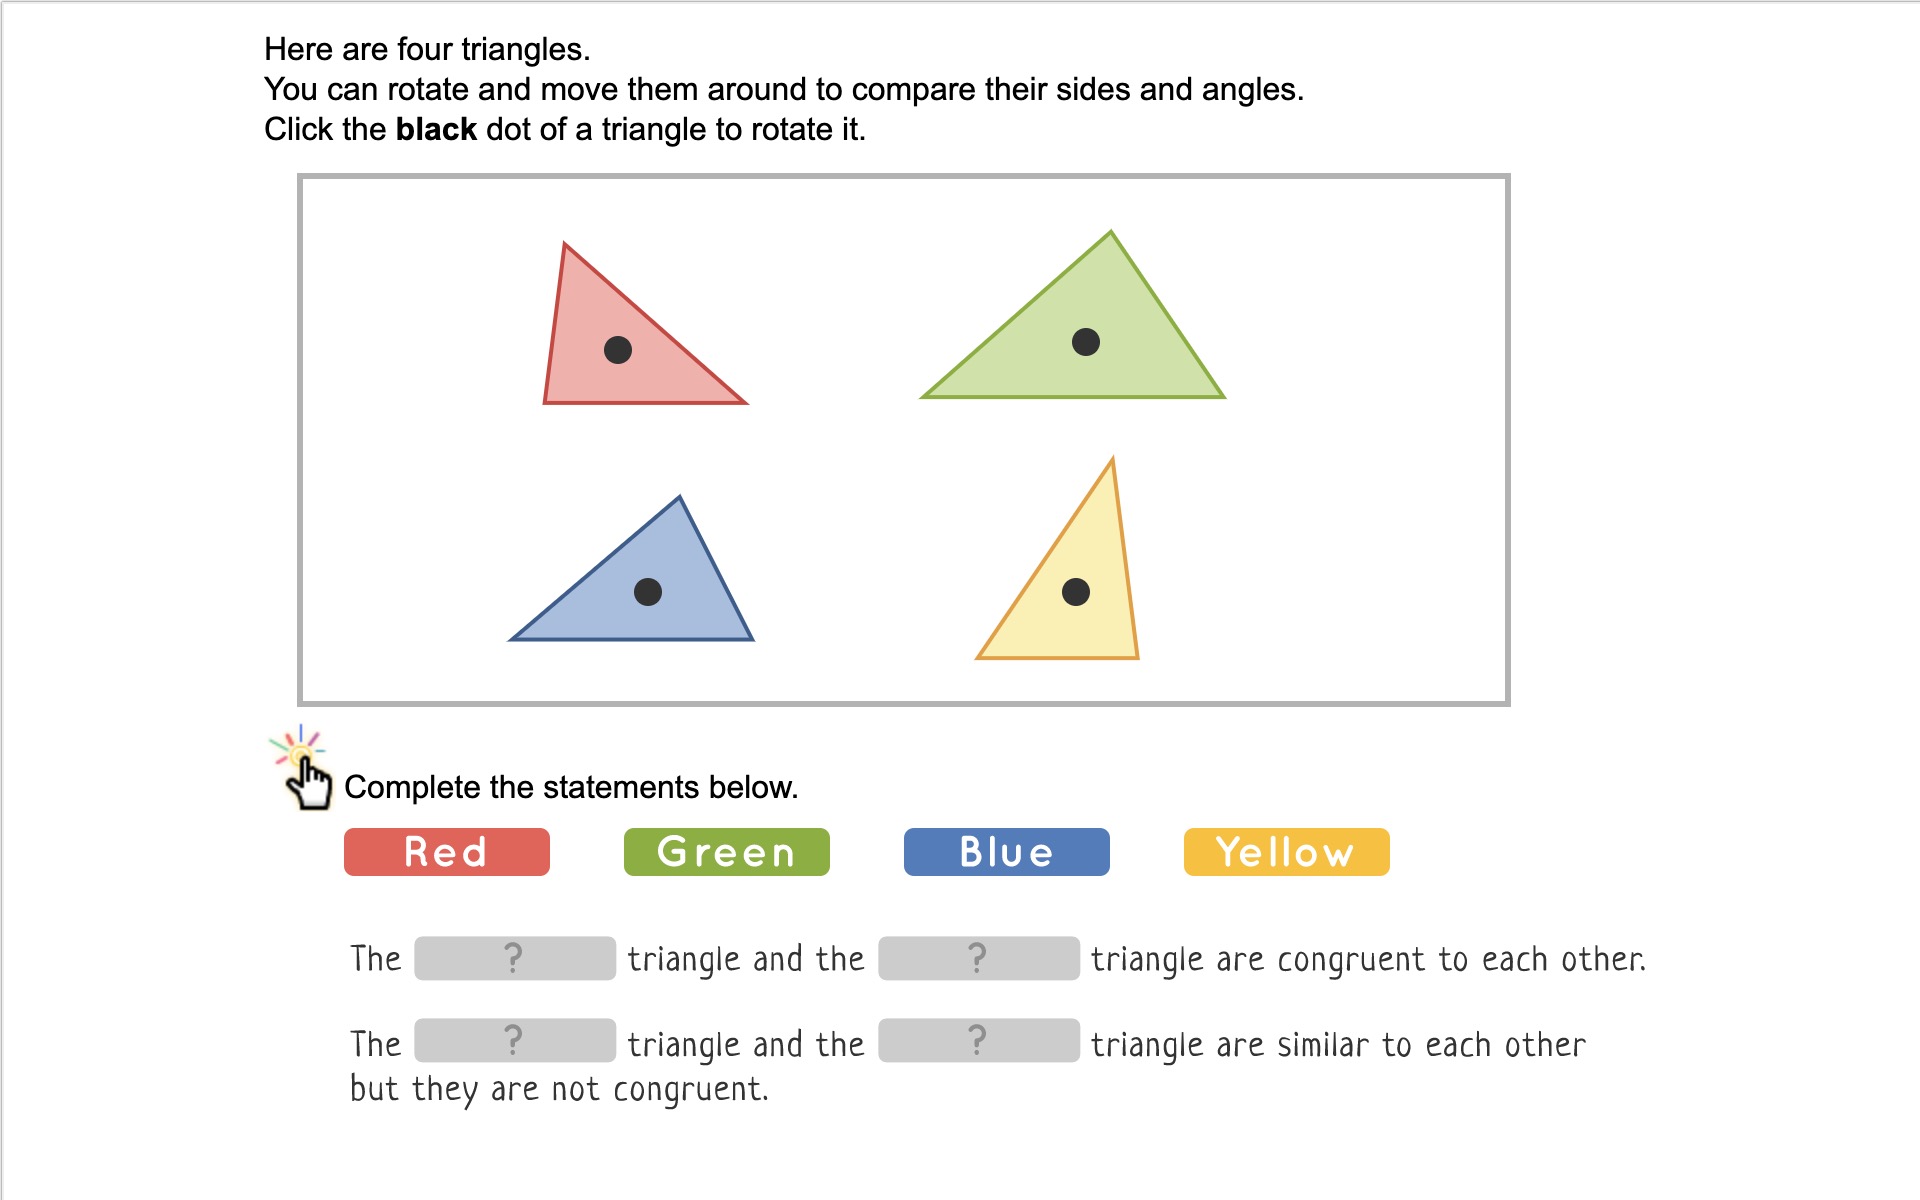 Here are four triangles.
You can rotate and move them around to compare their sides and angles.
Click the black dot of a triangle to rotate it.
Complete the statements below.
Red Green Blue Yellow
The ? triangle and the ? triangle are congruent to each other.
The ? triangle and the ? triangle are similar to each other
but they are not congruent.